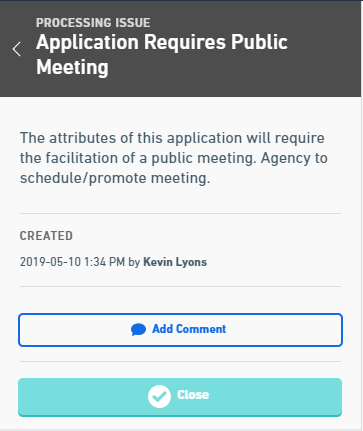 PROCESSING ISSUE
Application Requires Public
Meeting
The attributes of this application will require
the facilitation of a public meeting. Agency to
schedule/promote meeting.
CREATED
2019-05-10 1:34 PM by Kevin Lyons
Add Comment
Close